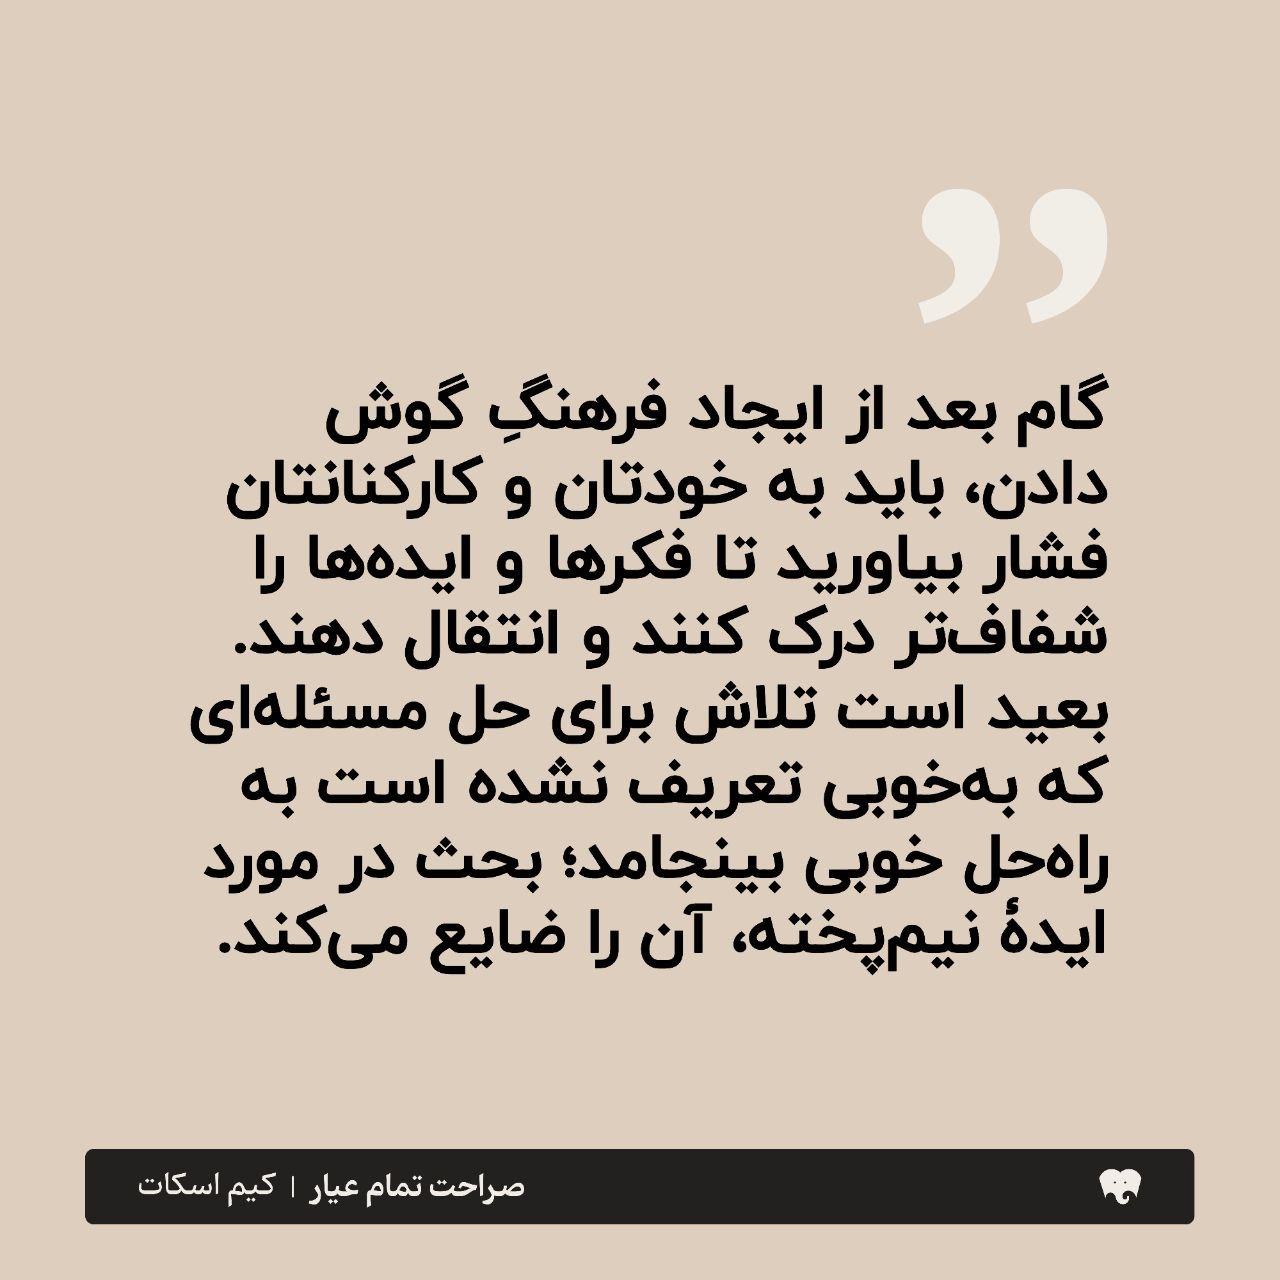 ”
گام بعد از ایجاد فرهنگِ گوش
دادن، باید به خودتان و کارکنانتان
فشار بیاورید تا فکرها و ایده‌ها را
شفاف‌تر درک کنند و انتقال دهند.
بعید است تلاش برای حل مسئله‌ای
که به‌خوبی تعریف نشده است به
راه‌حل خوبی بینجامد؛ بحث در مورد
ایدهٔ نیم‌پخته، آن را ضایع می‌کند.
صراحت تمام عیار | کیم اسکات